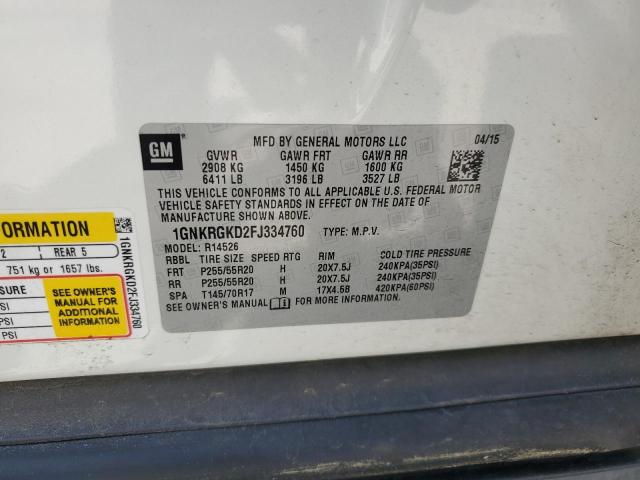 GM
MFD BY GENERAL MOTORS LLC 04/15
GVWR GAWR FRT GAWR RR
2908 KG 1450 KG 1600 KG
6411 LB 3196 LB 3527 LB
THIS VEHICLE CONFORMS TO ALL APPLICABLE U.S. FEDERAL MOTOR
VEHICLE SAFETY STANDARDS IN EFFECT ON THE DATE OF
MANUFACTURE SHOWN ABOVE.
1GNKRGKD2FJ334760 TYPE: M.P.V.
MODEL: R14526
RBBL TIRE SIZE SPEED RTG RIM COLD TIRE PRESSURE
FRT P255/55R20 H 20X7.5J 240KPA(35PSI)
RR P255/55R20 H 20X7.5J 240KPA(35PSI)
SPA T145/70R17 M 17X4.5B 420KPA(60PSI)
SEE OWNER'S MANUAL FOR MORE INFORMATION.
ORMATION
2 REAR 5
751 kg or 1657 lbs.
SURE
PSI
PSI
PSI
SEE OWNER'S
MANUAL FOR
ADDITIONAL
INFORMATION
1GNKRGKD2FJ334760